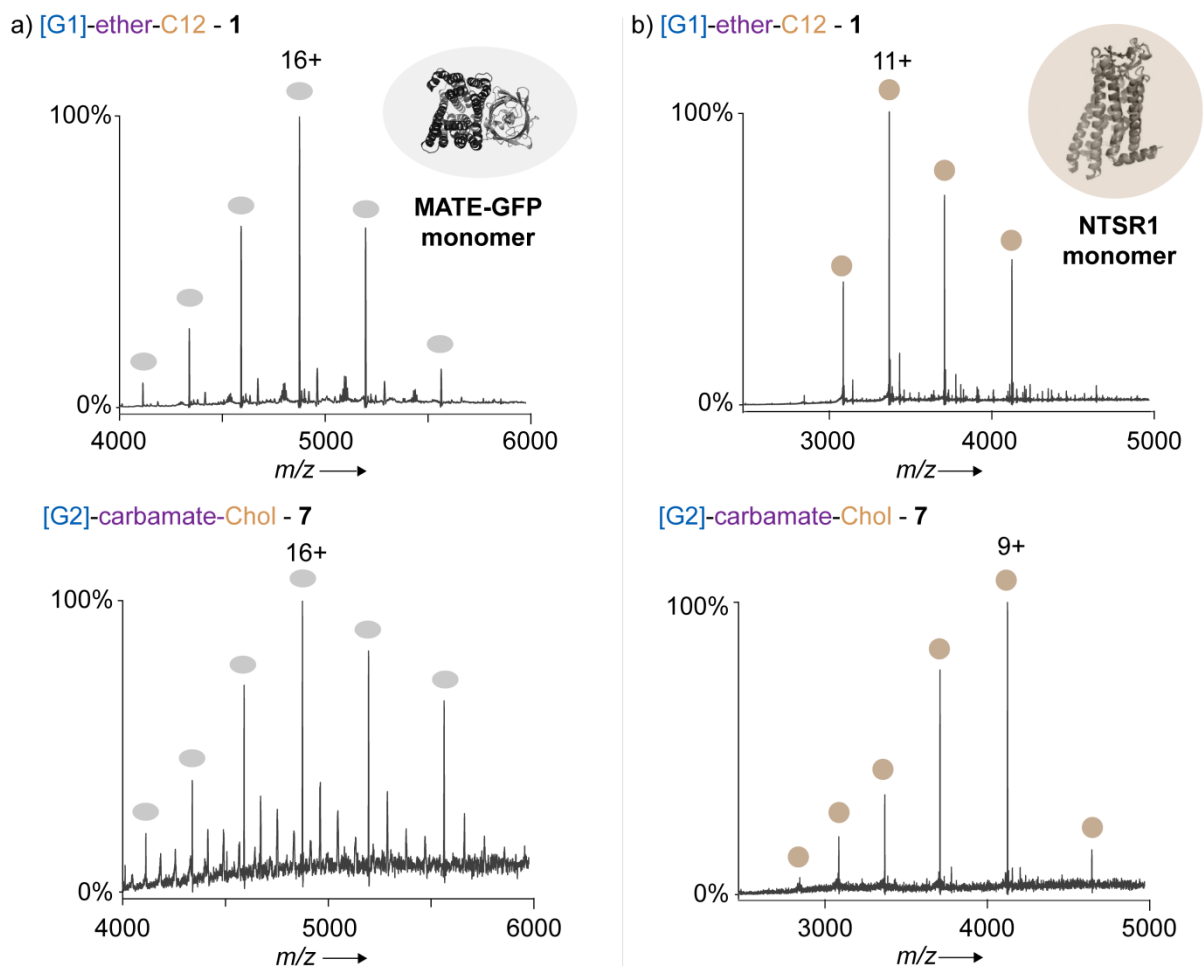 a) [G1]-ether-C12 - 1
16+
100%
MATE-GFP
monomer
0%
4000 5000 6000
m/z
[G2]-carbamate-Chol - 7
16+
100%
0%
4000 5000 6000
m/z
b) [G1]-ether-C12 - 1
11+
100%
NTSR1
monomer
0%
3000 4000 5000
m/z
[G2]-carbamate-Chol - 7
9+
100%
0%
3000 4000 5000
m/z